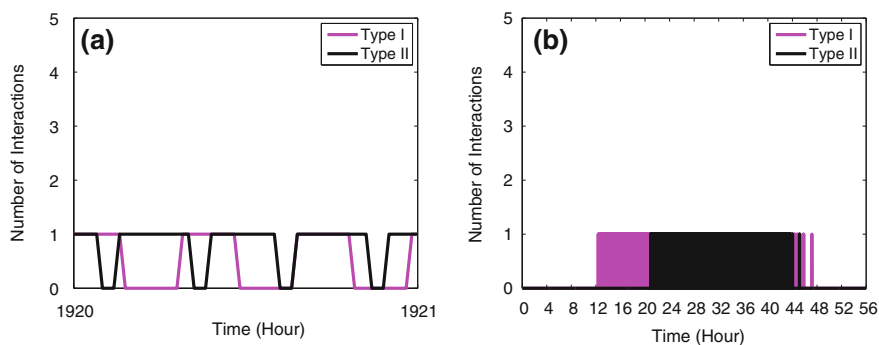 (a)
Type I
Type II
Number of Interactions
5
4
3
2
1
0
1920
1921
Time (Hour)
(b)
Type I
Type II
Number of Interactions
5
4
3
2
1
0
0 4 8 12 16 20 24 28 32 36 40 44 48 52 56
Time (Hour)